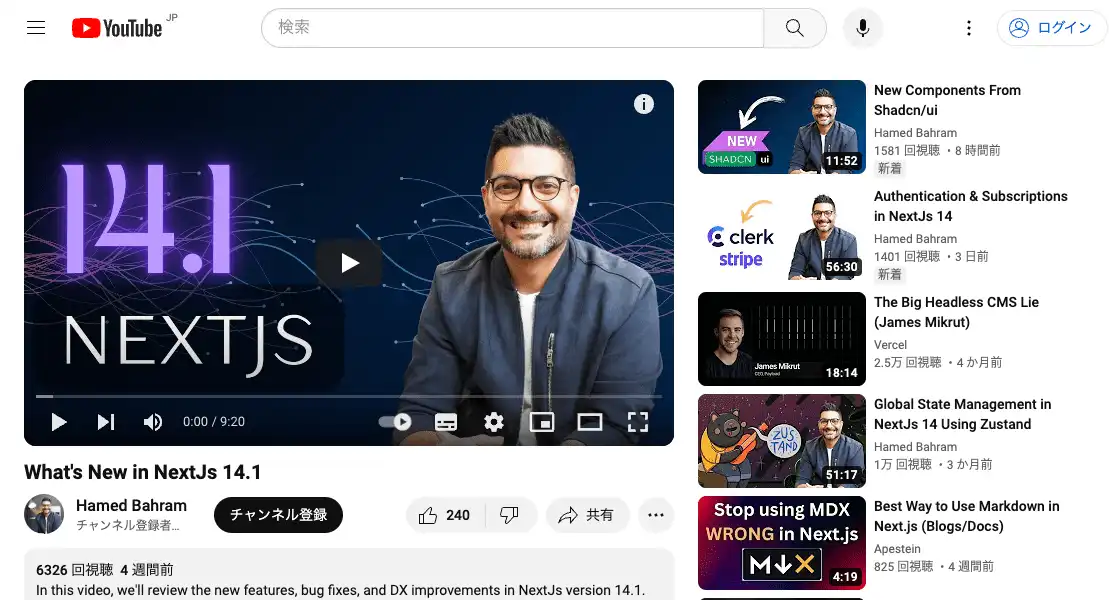 YouTube JP
検索
ログイン
14.1
NEXTJS
0:00 / 9:20
What's New in NextJs 14.1
Hamed Bahram
チャンネル登録者...
チャンネル登録
240
共有
6326 回視聴 4 週間前
In this video, we'll review the new features, bug fixes, and DX improvements in NextJs version 14.1.
NEW
SHADCN ui
11:52
New Components From
Shadcn/ui
Hamed Bahram
1581 回視聴 ・8 時間前
新着
clerk
stripe
56:30
Authentication & Subscriptions
in NextJs 14
Hamed Bahram
1401 回視聴 ・3 日前
新着
James Mikrut
CEO, Payload
18:14
The Big Headless CMS Lie
(James Mikrut)
Vercel
2.5万 回視聴 ・4 か月前
ZUS
TAND
51:17
Global State Management in
NextJs 14 Using Zustand
Hamed Bahram
1万 回視聴 ・3 か月前
Stop using MDX
WRONG in Next.js
M
4:19
Best Way to Use Markdown in
Next.js (Blogs/Docs)
Apestein
825 回視聴 ・4 週間前